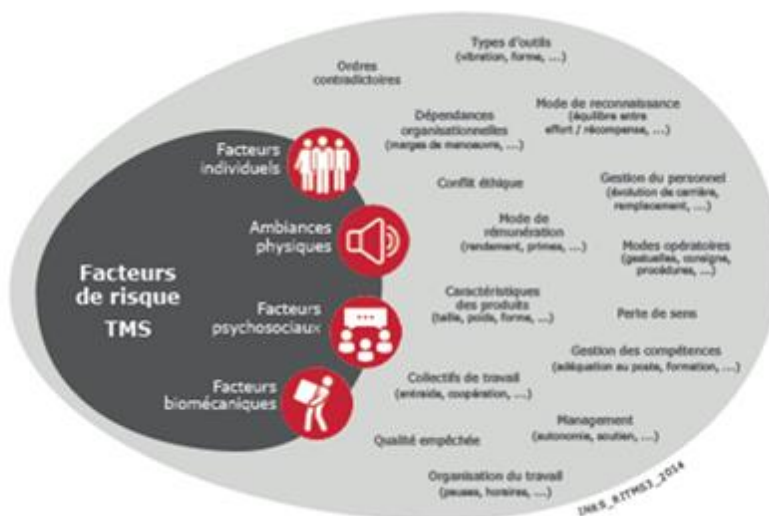 Facteurs
de risque
TMS
Facteurs
individuels
Ambiances
physiques
Facteurs
psychosociaux
Facteurs
biomécaniques
Ordres
contradictoires
Types d'outils
(vibration, forme, ...)
Dépendances
organisationnelles
(marges de manoeuvre, ...)
Mode de reconnaissance
(équilibre entre
effort / récompense, ...)
Conflit éthique
Gestion du personnel
(évolution de carrière,
remplacement, ...)
Mode de
rémunération
(rendement, primes, ...)
Modes opératoires
(gestuelles, consigne,
procédures, ...)
Caractéristiques
des produits
(taille, poids, forme, ...)
Perte de sens
Gestion des compétences
(adéquation au poste, formation, ...)
Collectifs de travail
(entraide, coopération, ...)
Management
(autonomie, soutien, ...)
Qualité empêchée
Organisation du travail
(pauses, horaires, ...)
INRS_RITMS3_2014